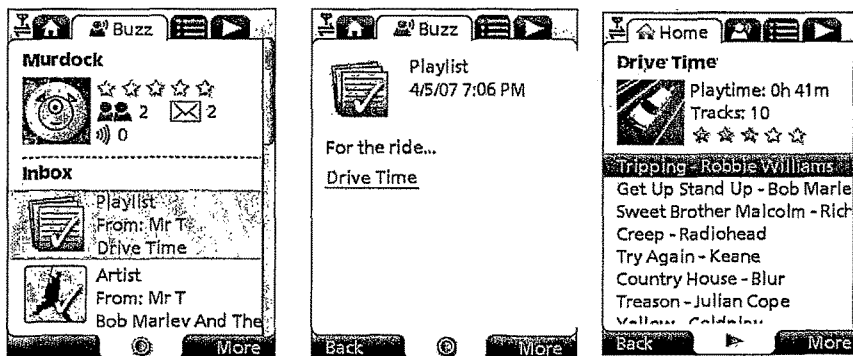 Buzz
Murdock
2 2
0
Inbox
Playlist
From: Mr T
Drive Time
Artist
From: Mr T
Bob Marley And The
More
Buzz
Playlist
4/5/07 7:06 PM
For the ride...
Drive Time
Back More
Home
Drive Time
Playtime: 0h 41m
Tracks: 10
Tripping - Robbie Williams
Get Up Stand Up - Bob Marle
Sweet Brother Malcolm - Rich
Creep - Radiohead
Try Again - Keane
Country House - Blur
Treason - Julian Cope
Yellow - Coldplay
Back More